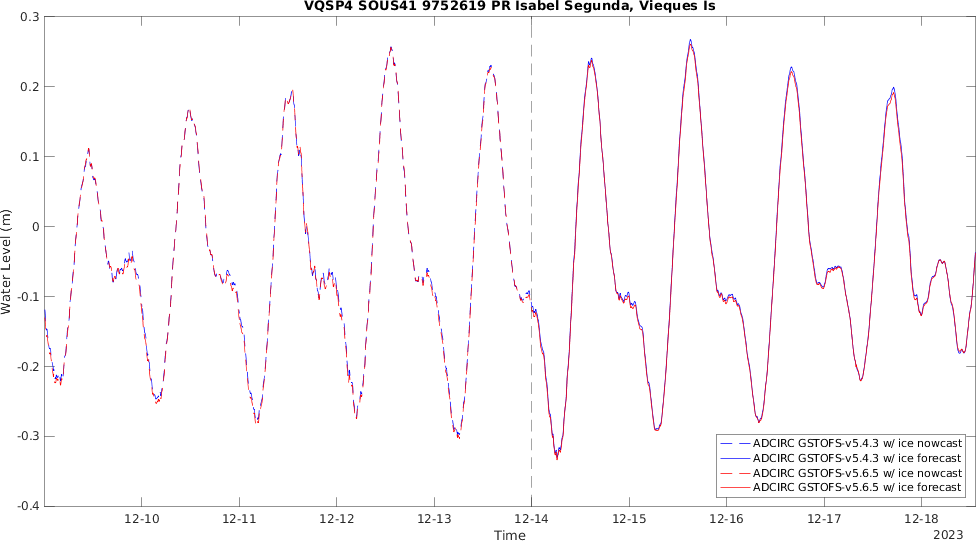 VQSP4 SOUS41 9752619 PR Isabel Segunda, Vieques Is
0.3
0.2
0.1
0
-0.1
-0.2
-0.3
-0.4
Water Level (m)
ADCIRC GSTOFS-v5.4.3 w/ ice nowcast
ADCIRC GSTOFS-v5.4.3 w/ ice forecast
ADCIRC GSTOFS-v5.6.5 w/ ice nowcast
ADCIRC GSTOFS-v5.6.5 w/ ice forecast
12-10 12-11 12-12 12-13 12-14 12-15 12-16 12-17 12-18
Time
2023